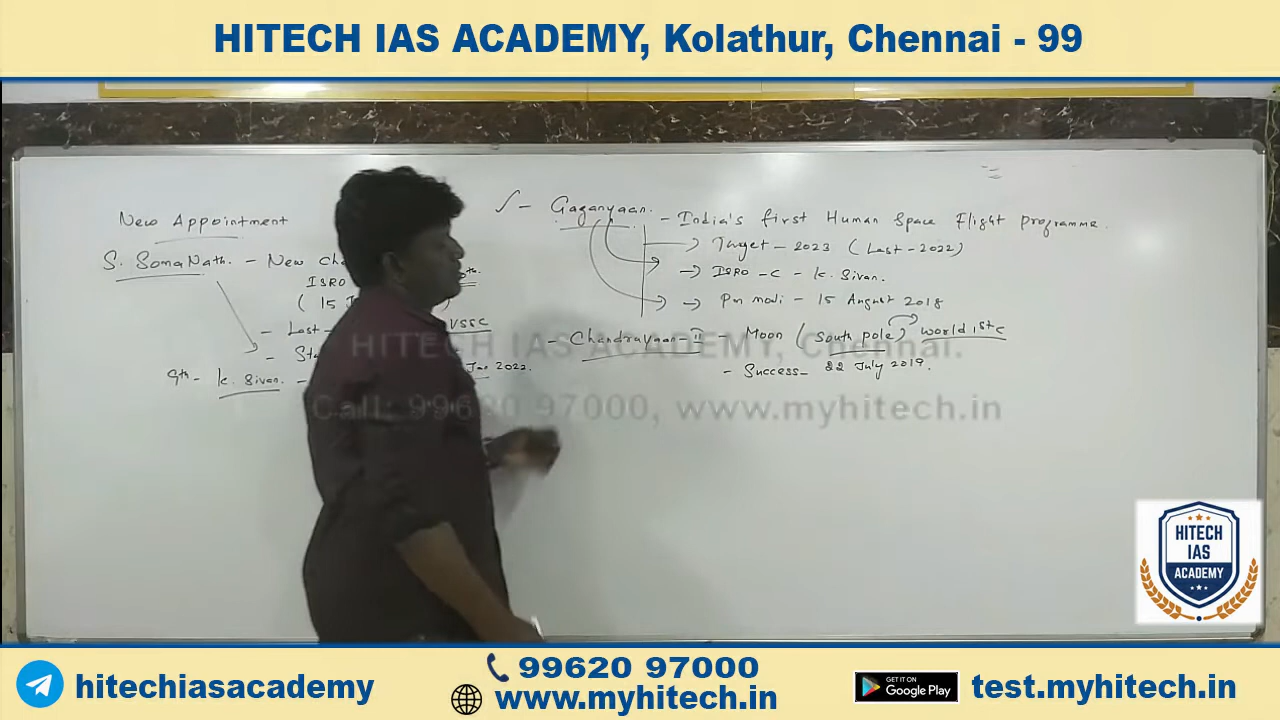 HITECH IAS ACADEMY, Kolathur, Chennai - 99
New Appointment
S. SomaNath. - New
ISRO
( 15
- Last - VSSC
-
9th - K. Sivan. - Jan 2022.
- Gaganyaan. - India's first Human Space Flight Programme.
→ Target - 2023 ( Last - 2022)
→ ISRO - C - K. Sivan.
→ Pm modi - 15 August 2018
- Chandrayaan - II - Moon ( South pole) world 1st
- Success - 22 July 2019.
HITECH IAS ACADEMY, Chennai.
Call: 99620 97000, www.myhitech.in
HITECH
IAS
ACADEMY
hitechiasacademy
99620 97000
www.myhitech.in
GET IT ON
Google Play
test.myhitech.in